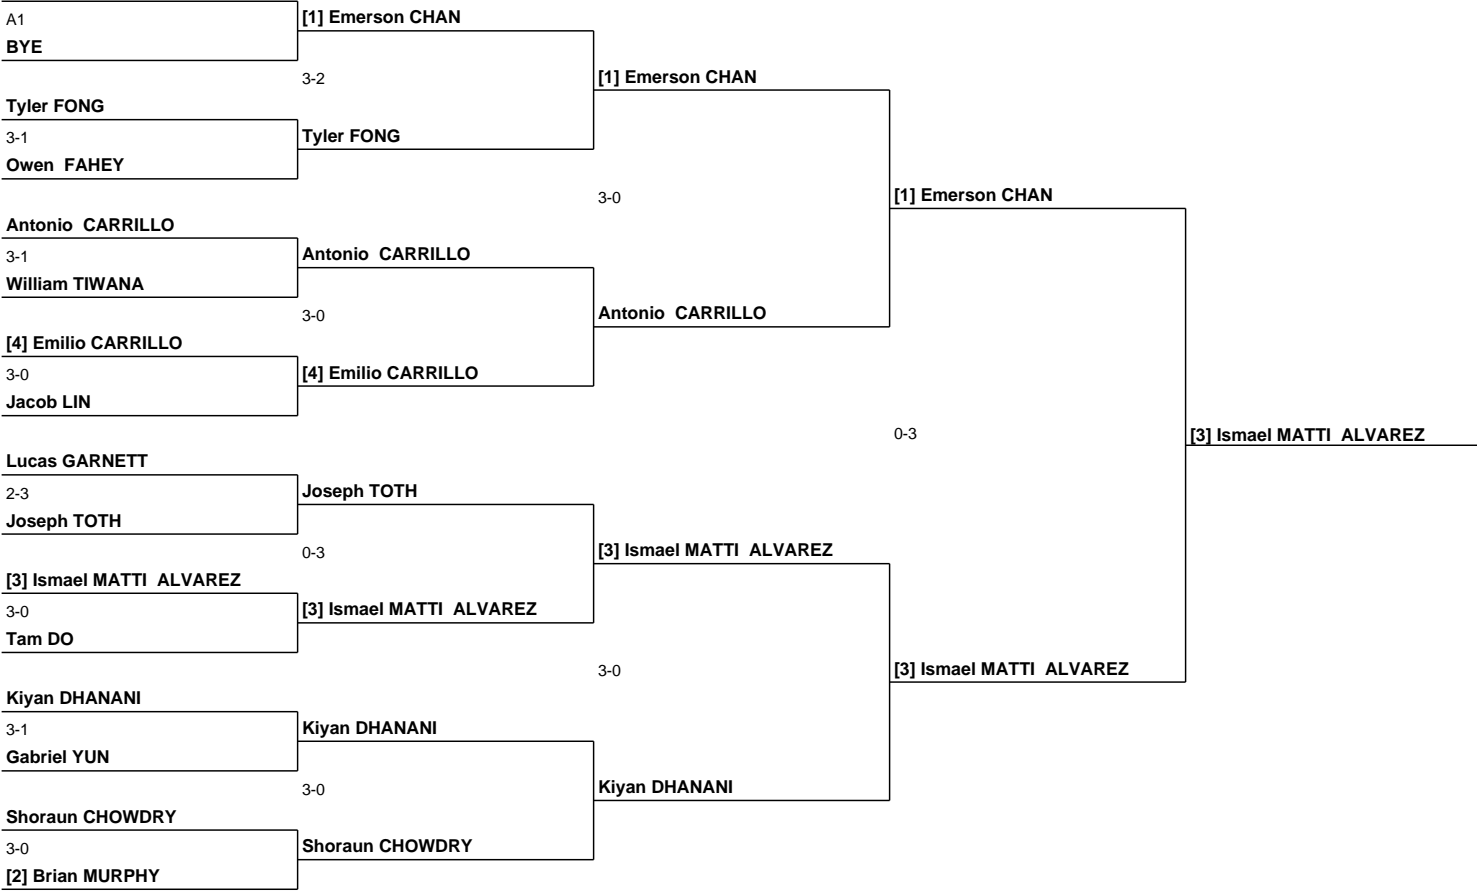 A1
BYE
[1] Emerson CHAN
3-2
Tyler FONG
3-1
Owen FAHEY
Tyler FONG
[1] Emerson CHAN
3-0
Antonio CARRILLO
3-1
William TIWANA
Antonio CARRILLO
3-0
[4] Emilio CARRILLO
3-0
Jacob LIN
[4] Emilio CARRILLO
Antonio CARRILLO
[1] Emerson CHAN
0-3
[3] Ismael MATTI ALVAREZ
Lucas GARNETT
2-3
Joseph TOTH
Joseph TOTH
0-3
[3] Ismael MATTI ALVAREZ
3-0
Tam DO
[3] Ismael MATTI ALVAREZ
[3] Ismael MATTI ALVAREZ
3-0
[3] Ismael MATTI ALVAREZ
Kiyan DHANANI
3-1
Gabriel YUN
Kiyan DHANANI
3-0
Shoraun CHOWDRY
3-0
[2] Brian MURPHY
Shoraun CHOWDRY
Kiyan DHANANI